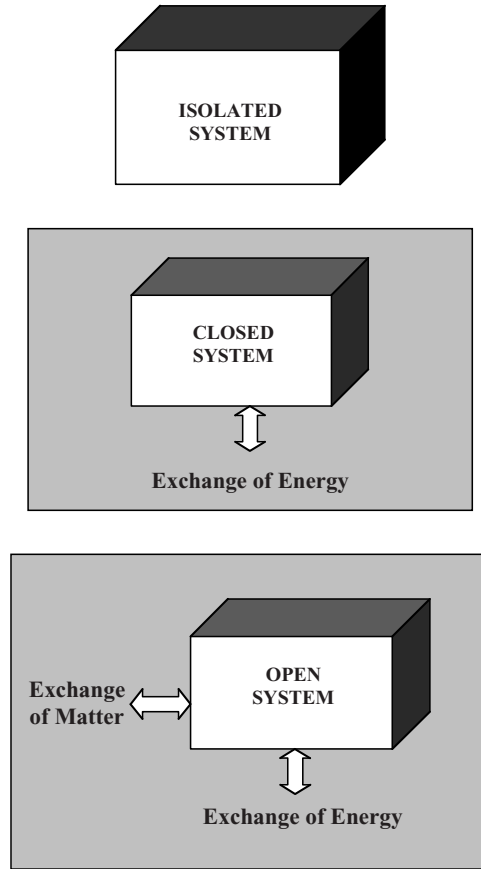 ISOLATED
SYSTEM
CLOSED
SYSTEM
Exchange of Energy
OPEN
SYSTEM
Exchange
of Matter
Exchange of Energy